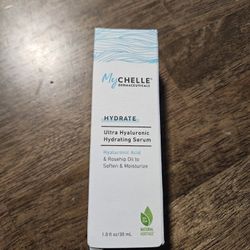 MyCHELLE
DERMACEUTICALS
HYDRATE
Ultra Hyaluronic
Hydrating Serum
Hyaluronic Acid
& Rosehip Oil to
Soften & Moisturize
1.0 fl oz/30 mL
NATURAL